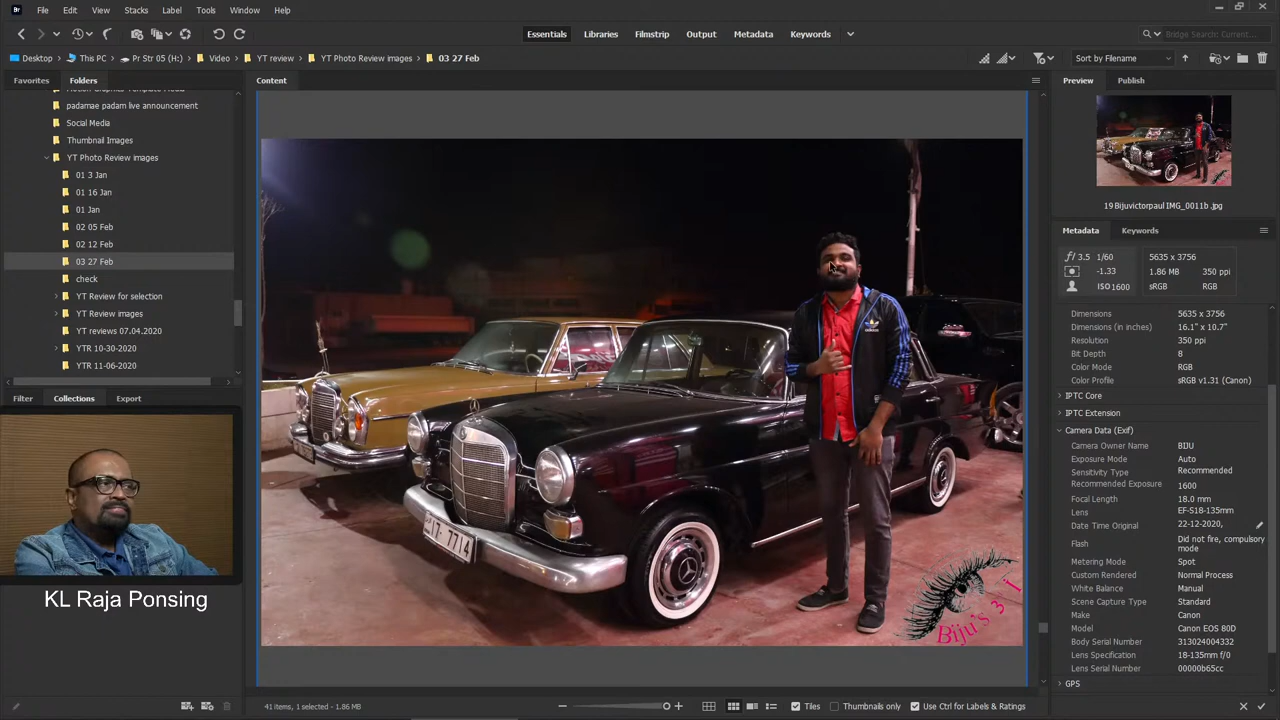 Br File Edit View Stacks Label Tools Window Help
Essentials Libraries Filmstrip Output Metadata Keywords
Bridge Search: Current...
Desktop This PC Pr Str 05 (H:) Video YT review YT Photo Review images 03 27 Feb
Sort by Filename
Favorites Folders
padamae padam live announcement
Social Media
Thumbnail Images
YT Photo Review images
01 3 Jan
01 16 Jan
01 Jan
02 05 Feb
02 12 Feb
03 27 Feb
check
YT Review for selection
YT Review images
YT reviews 07.04.2020
YTR 10-30-2020
YTR 11-06-2020
Filter Collections Export
KL Raja Ponsing
Content
adidas
17- 7714
Biju's 3 i
41 items, 1 selected - 1.86 MB
Tiles Thumbnails only Use Ctrl for Labels & Ratings
Preview Publish
19 Bijuvictorpaul IMG_0011b .jpg
Metadata Keywords
f/ 3.5 1/60
-1.33
ISO1600
5635 x 3756
1.86 MB 350 ppi
sRGB RGB
Dimensions 5635 x 3756
Dimensions (in inches) 16.1" x 10.7"
Resolution 350 ppi
Bit Depth 8
Color Mode RGB
Color Profile sRGB v1.31 (Canon)
IPTC Core
IPTC Extension
Camera Data (Exif)
Camera Owner Name BIJU
Exposure Mode Auto
Sensitivity Type Recommended
Recommended Exposure 1600
Focal Length 18.0 mm
Lens EF-S18-135mm
Date Time Original 22-12-2020,
Flash Did not fire, compulsory
mode
Metering Mode Spot
Custom Rendered Normal Process
White Balance Manual
Scene Capture Type Standard
Make Canon
Model Canon EOS 80D
Body Serial Number 313024004332
Lens Specification 18-135mm f/0
Lens Serial Number 00000b65cc
GPS